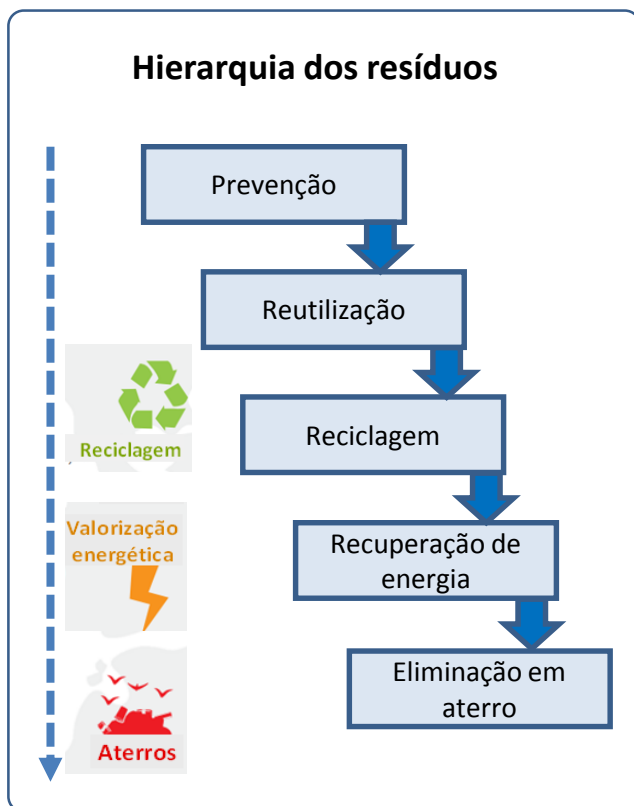 Hierarquia dos resíduos
Prevenção
Reutilização
Reciclagem
Reciclagem
Valorização
energética
Recuperação de
energia
Eliminação em
aterro
Aterros